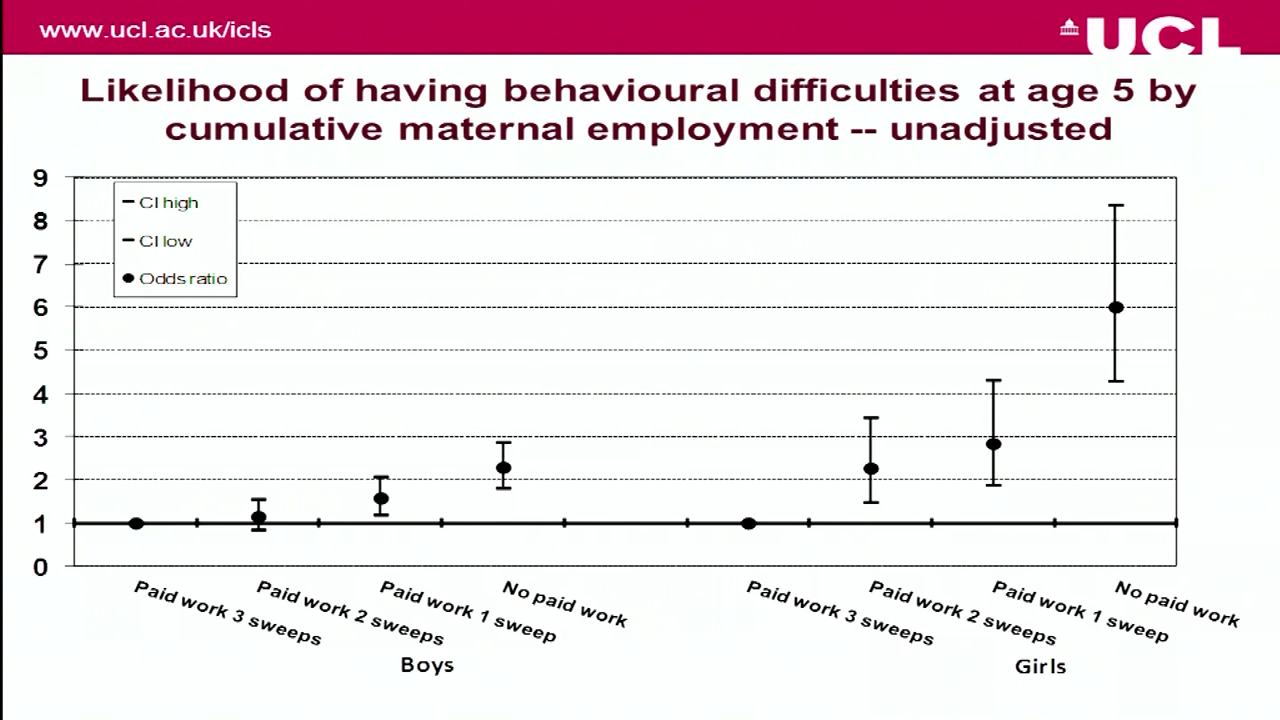 www.ucl.ac.uk/icls
UCL
Likelihood of having behavioural difficulties at age 5 by
cumulative maternal employment -- unadjusted
9
8
7
6
5
4
3
2
1
0
CI high
CI low
Odds ratio
Paid work 3 sweeps
Paid work 2 sweeps
Paid work 1 sweep
No paid work
Paid work 3 sweeps
Paid work 2 sweeps
Paid work 1 sweep
No paid work
Boys
Girls